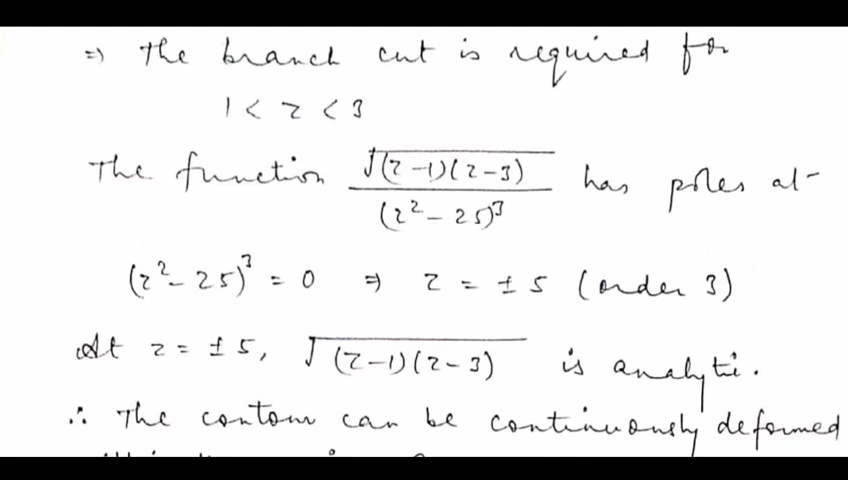 ⇒ The branch cut is required for
1 < z < 3
The function √(z-1)(z-3) / (z² - 25)³ has poles at
(z² - 25)³ = 0 ⇒ z = ± 5 (order 3)
At z = ± 5, √(z-1)(z-3) is analytic.
∴ The contour can be continuously deformed